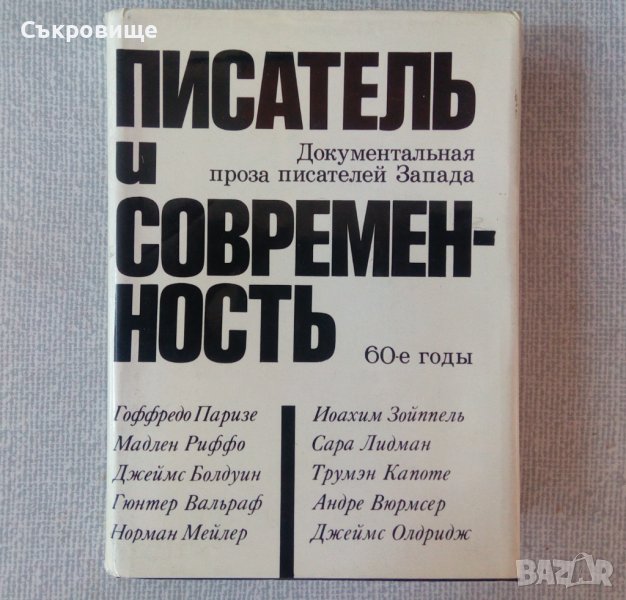 Съкровище
ПИСАТЕЛЬ
и
Документальная
проза писателей Запада
СОВРЕМЕН-
НОСТЬ
60-е годы
Гоффредо Паризе
Мадлен Риффо
Джеймс Болдуин
Гюнтер Вальраф
Норман Мейлер
Иоахим Зойппель
Сара Лидман
Трумэн Капоте
Андре Вюрмсер
Джеймс Олдридж
BAZAR